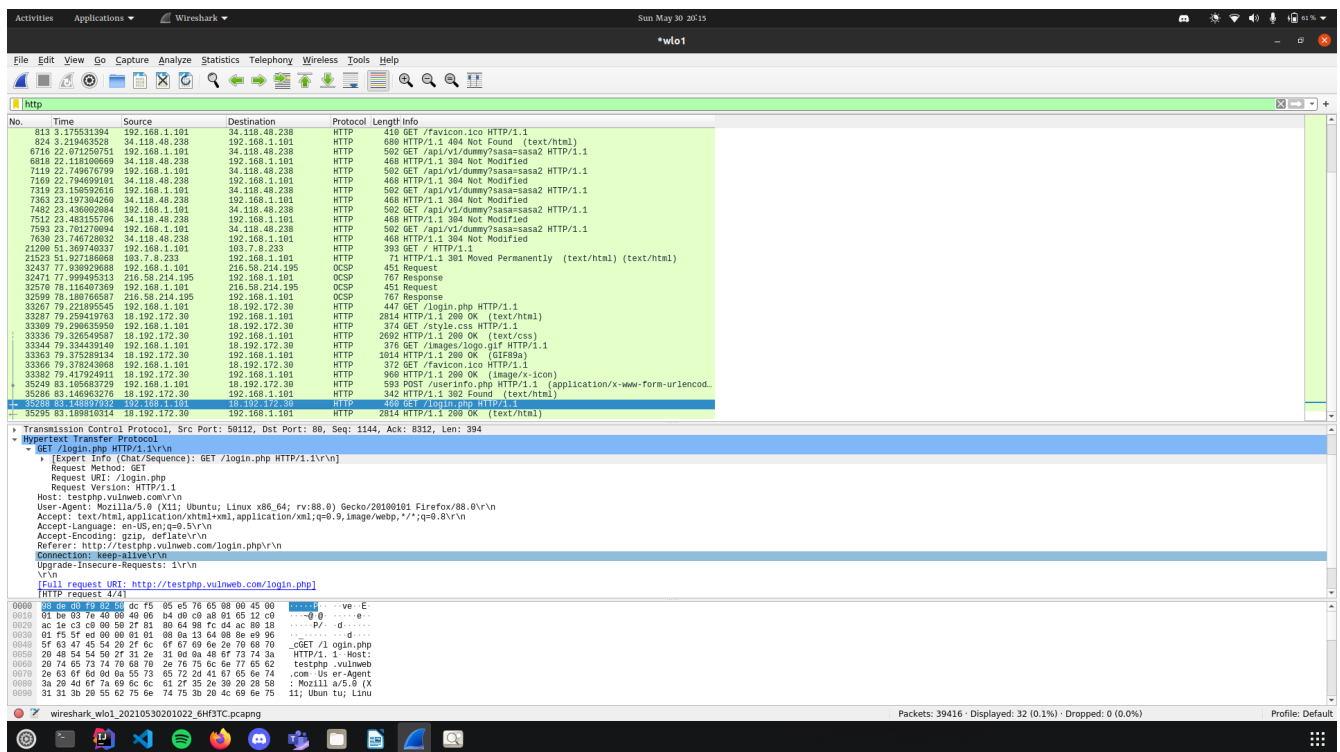 Activities Applications Wireshark Sun May 30 20:15 61 %
*wlo1
File Edit View Go Capture Analyze Statistics Telephony Wireless Tools Help
http
No. Time Source Destination Protocol Length Info
813 3.175531394 192.168.1.101 34.118.48.238 HTTP 410 GET /favicon.ico HTTP/1.1
824 3.219463528 34.118.48.238 192.168.1.101 HTTP 680 HTTP/1.1 404 Not Found (text/html)
6716 22.071250751 192.168.1.101 34.118.48.238 HTTP 502 GET /api/v1/dummy?sasa=sasa2 HTTP/1.1
6818 22.118100669 34.118.48.238 192.168.1.101 HTTP 468 HTTP/1.1 304 Not Modified
7119 22.749676799 192.168.1.101 34.118.48.238 HTTP 502 GET /api/v1/dummy?sasa=sasa2 HTTP/1.1
7169 22.794699101 34.118.48.238 192.168.1.101 HTTP 468 HTTP/1.1 304 Not Modified
7319 23.150592616 192.168.1.101 34.118.48.238 HTTP 502 GET /api/v1/dummy?sasa=sasa2 HTTP/1.1
7363 23.197304260 34.118.48.238 192.168.1.101 HTTP 468 HTTP/1.1 304 Not Modified
7482 23.436002084 192.168.1.101 34.118.48.238 HTTP 502 GET /api/v1/dummy?sasa=sasa2 HTTP/1.1
7512 23.483155706 34.118.48.238 192.168.1.101 HTTP 468 HTTP/1.1 304 Not Modified
7593 23.701270094 192.168.1.101 34.118.48.238 HTTP 502 GET /api/v1/dummy?sasa=sasa2 HTTP/1.1
7630 23.746728032 34.118.48.238 192.168.1.101 HTTP 468 HTTP/1.1 304 Not Modified
21200 51.369740337 192.168.1.101 103.7.8.233 HTTP 393 GET / HTTP/1.1
21523 51.927186068 103.7.8.233 192.168.1.101 HTTP 71 HTTP/1.1 301 Moved Permanently (text/html) (text/html)
32437 77.930929688 192.168.1.101 216.58.214.195 OCSP 451 Request
32471 77.999495313 216.58.214.195 192.168.1.101 OCSP 767 Response
32570 78.116407369 192.168.1.101 216.58.214.195 OCSP 451 Request
32599 78.180766587 216.58.214.195 192.168.1.101 OCSP 767 Response
33267 79.221895545 192.168.1.101 18.192.172.30 HTTP 447 GET /login.php HTTP/1.1
33287 79.259419763 18.192.172.30 192.168.1.101 HTTP 2814 HTTP/1.1 200 OK (text/html)
33309 79.290635950 192.168.1.101 18.192.172.30 HTTP 374 GET /style.css HTTP/1.1
33336 79.326549587 18.192.172.30 192.168.1.101 HTTP 2692 HTTP/1.1 200 OK (text/css)
33344 79.334439140 192.168.1.101 18.192.172.30 HTTP 376 GET /images/logo.gif HTTP/1.1
33363 79.375289134 18.192.172.30 192.168.1.101 HTTP 1014 HTTP/1.1 200 OK (GIF89a)
33366 79.378243068 192.168.1.101 18.192.172.30 HTTP 372 GET /favicon.ico HTTP/1.1
33382 79.417924911 18.192.172.30 192.168.1.101 HTTP 960 HTTP/1.1 200 OK (image/x-icon)
35249 83.105683729 192.168.1.101 18.192.172.30 HTTP 593 POST /userinfo.php HTTP/1.1 (application/x-www-form-urlencod…
35286 83.146963276 18.192.172.30 192.168.1.101 HTTP 342 HTTP/1.1 302 Found (text/html)
35288 83.148897932 192.168.1.101 18.192.172.30 HTTP 460 GET /login.php HTTP/1.1
35295 83.189810314 18.192.172.30 192.168.1.101 HTTP 2814 HTTP/1.1 200 OK (text/html)
Transmission Control Protocol, Src Port: 50112, Dst Port: 80, Seq: 1144, Ack: 8312, Len: 394
Hypertext Transfer Protocol
GET /login.php HTTP/1.1\r\n
[Expert Info (Chat/Sequence): GET /login.php HTTP/1.1\r\n]
Request Method: GET
Request URI: /login.php
Request Version: HTTP/1.1
Host: testphp.vulnweb.com\r\n
User-Agent: Mozilla/5.0 (X11; Ubuntu; Linux x86_64; rv:88.0) Gecko/20100101 Firefox/88.0\r\n
Accept: text/html,application/xhtml+xml,application/xml;q=0.9,image/webp,*/*;q=0.8\r\n
Accept-Language: en-US,en;q=0.5\r\n
Accept-Encoding: gzip, deflate\r\n
Referer: http://testphp.vulnweb.com/login.php\r\n
Connection: keep-alive\r\n
Upgrade-Insecure-Requests: 1\r\n
\r\n
[Full request URI: http://testphp.vulnweb.com/login.php]
[HTTP request 4/4]
0000 98 de d0 f9 82 50 dc f5 05 e5 76 65 08 00 45 00 ·····P·· ··ve··E·
0010 01 be 03 7e 40 00 40 06 b4 d0 c0 a8 01 65 12 c0 ···~@·@· ·····e··
0020 ac 1e c3 c0 00 50 2f 81 80 64 98 fc d4 ac 80 18 ·····P/· ·d······
0030 01 f5 5f ed 00 00 01 01 08 0a 13 64 08 8e e9 96 ··_····· ···d····
0040 5f 63 47 45 54 20 2f 6c 6f 67 69 6e 2e 70 68 70 _cGET /l ogin.php
0050 20 48 54 54 50 2f 31 2e 31 0d 0a 48 6f 73 74 3a HTTP/1. 1··Host:
0060 20 74 65 73 74 70 68 70 2e 76 75 6c 6e 77 65 62 testphp .vulnweb
0070 2e 63 6f 6d 0d 0a 55 73 65 72 2d 41 67 65 6e 74 .com··Us er-Agent
0080 3a 20 4d 6f 7a 69 6c 6c 61 2f 35 2e 30 20 28 58 : Mozill a/5.0 (X
0090 31 31 3b 20 55 62 75 6e 74 75 3b 20 4c 69 6e 75 11; Ubun tu; Linu
wireshark_wlo1_20210530201022_6Hf3TC.pcapng Packets: 39416 · Displayed: 32 (0.1%) · Dropped: 0 (0.0%) Profile: Default